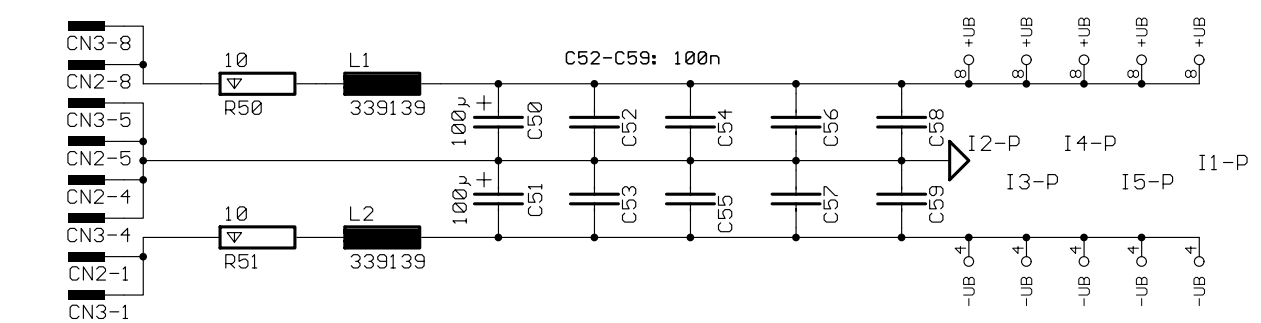 CN3-8
CN2-8
CN3-5
CN2-5
CN2-4
CN3-4
CN2-1
CN3-1
10
R50
L1
339139
10
R51
L2
339139
C52-C59: 100n
100µ
+
C50
C52
C54
C56
C58
100µ
+
C51
C53
C55
C57
C59
8 +UB
8 +UB
8 +UB
8 +UB
8 +UB
I2-P
I4-P
I1-P
I3-P
I5-P
4 -UB
4 -UB
4 -UB
4 -UB
4 -UB